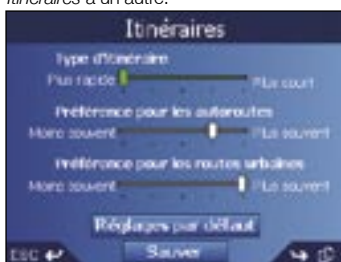 Itinéraires à un autre.
Itinéraires
Type d'itinéraire
Plus rapide Plus court
Préférence pour les autoroutes
Moins souvent Plus souvent
Préférence pour les routes urbaines
Moins souvent Plus souvent
Réglages par défaut
Sauver
ESC